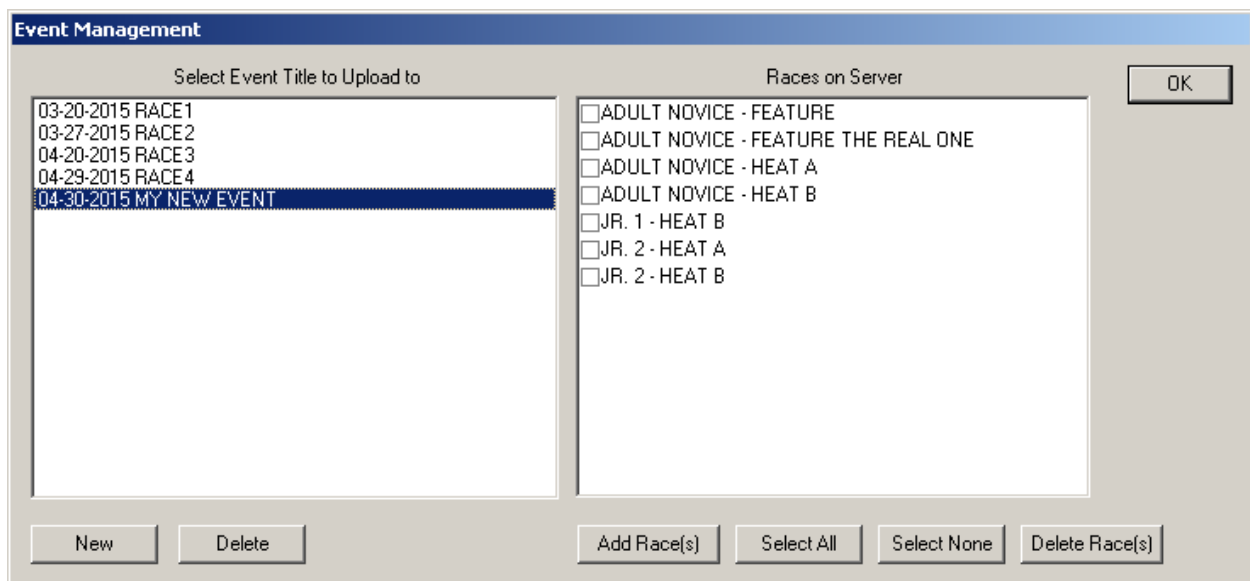 Event Management
Select Event Title to Upload to
03-20-2015 RACE1
03-27-2015 RACE2
04-20-2015 RACE3
04-29-2015 RACE4
04-30-2015 MY NEW EVENT
New
Delete
Races on Server
ADULT NOVICE - FEATURE
ADULT NOVICE - FEATURE THE REAL ONE
ADULT NOVICE - HEAT A
ADULT NOVICE - HEAT B
JR. 1 - HEAT B
JR. 2 - HEAT A
JR. 2 - HEAT B
Add Race(s)
Select All
Select None
Delete Race(s)
OK